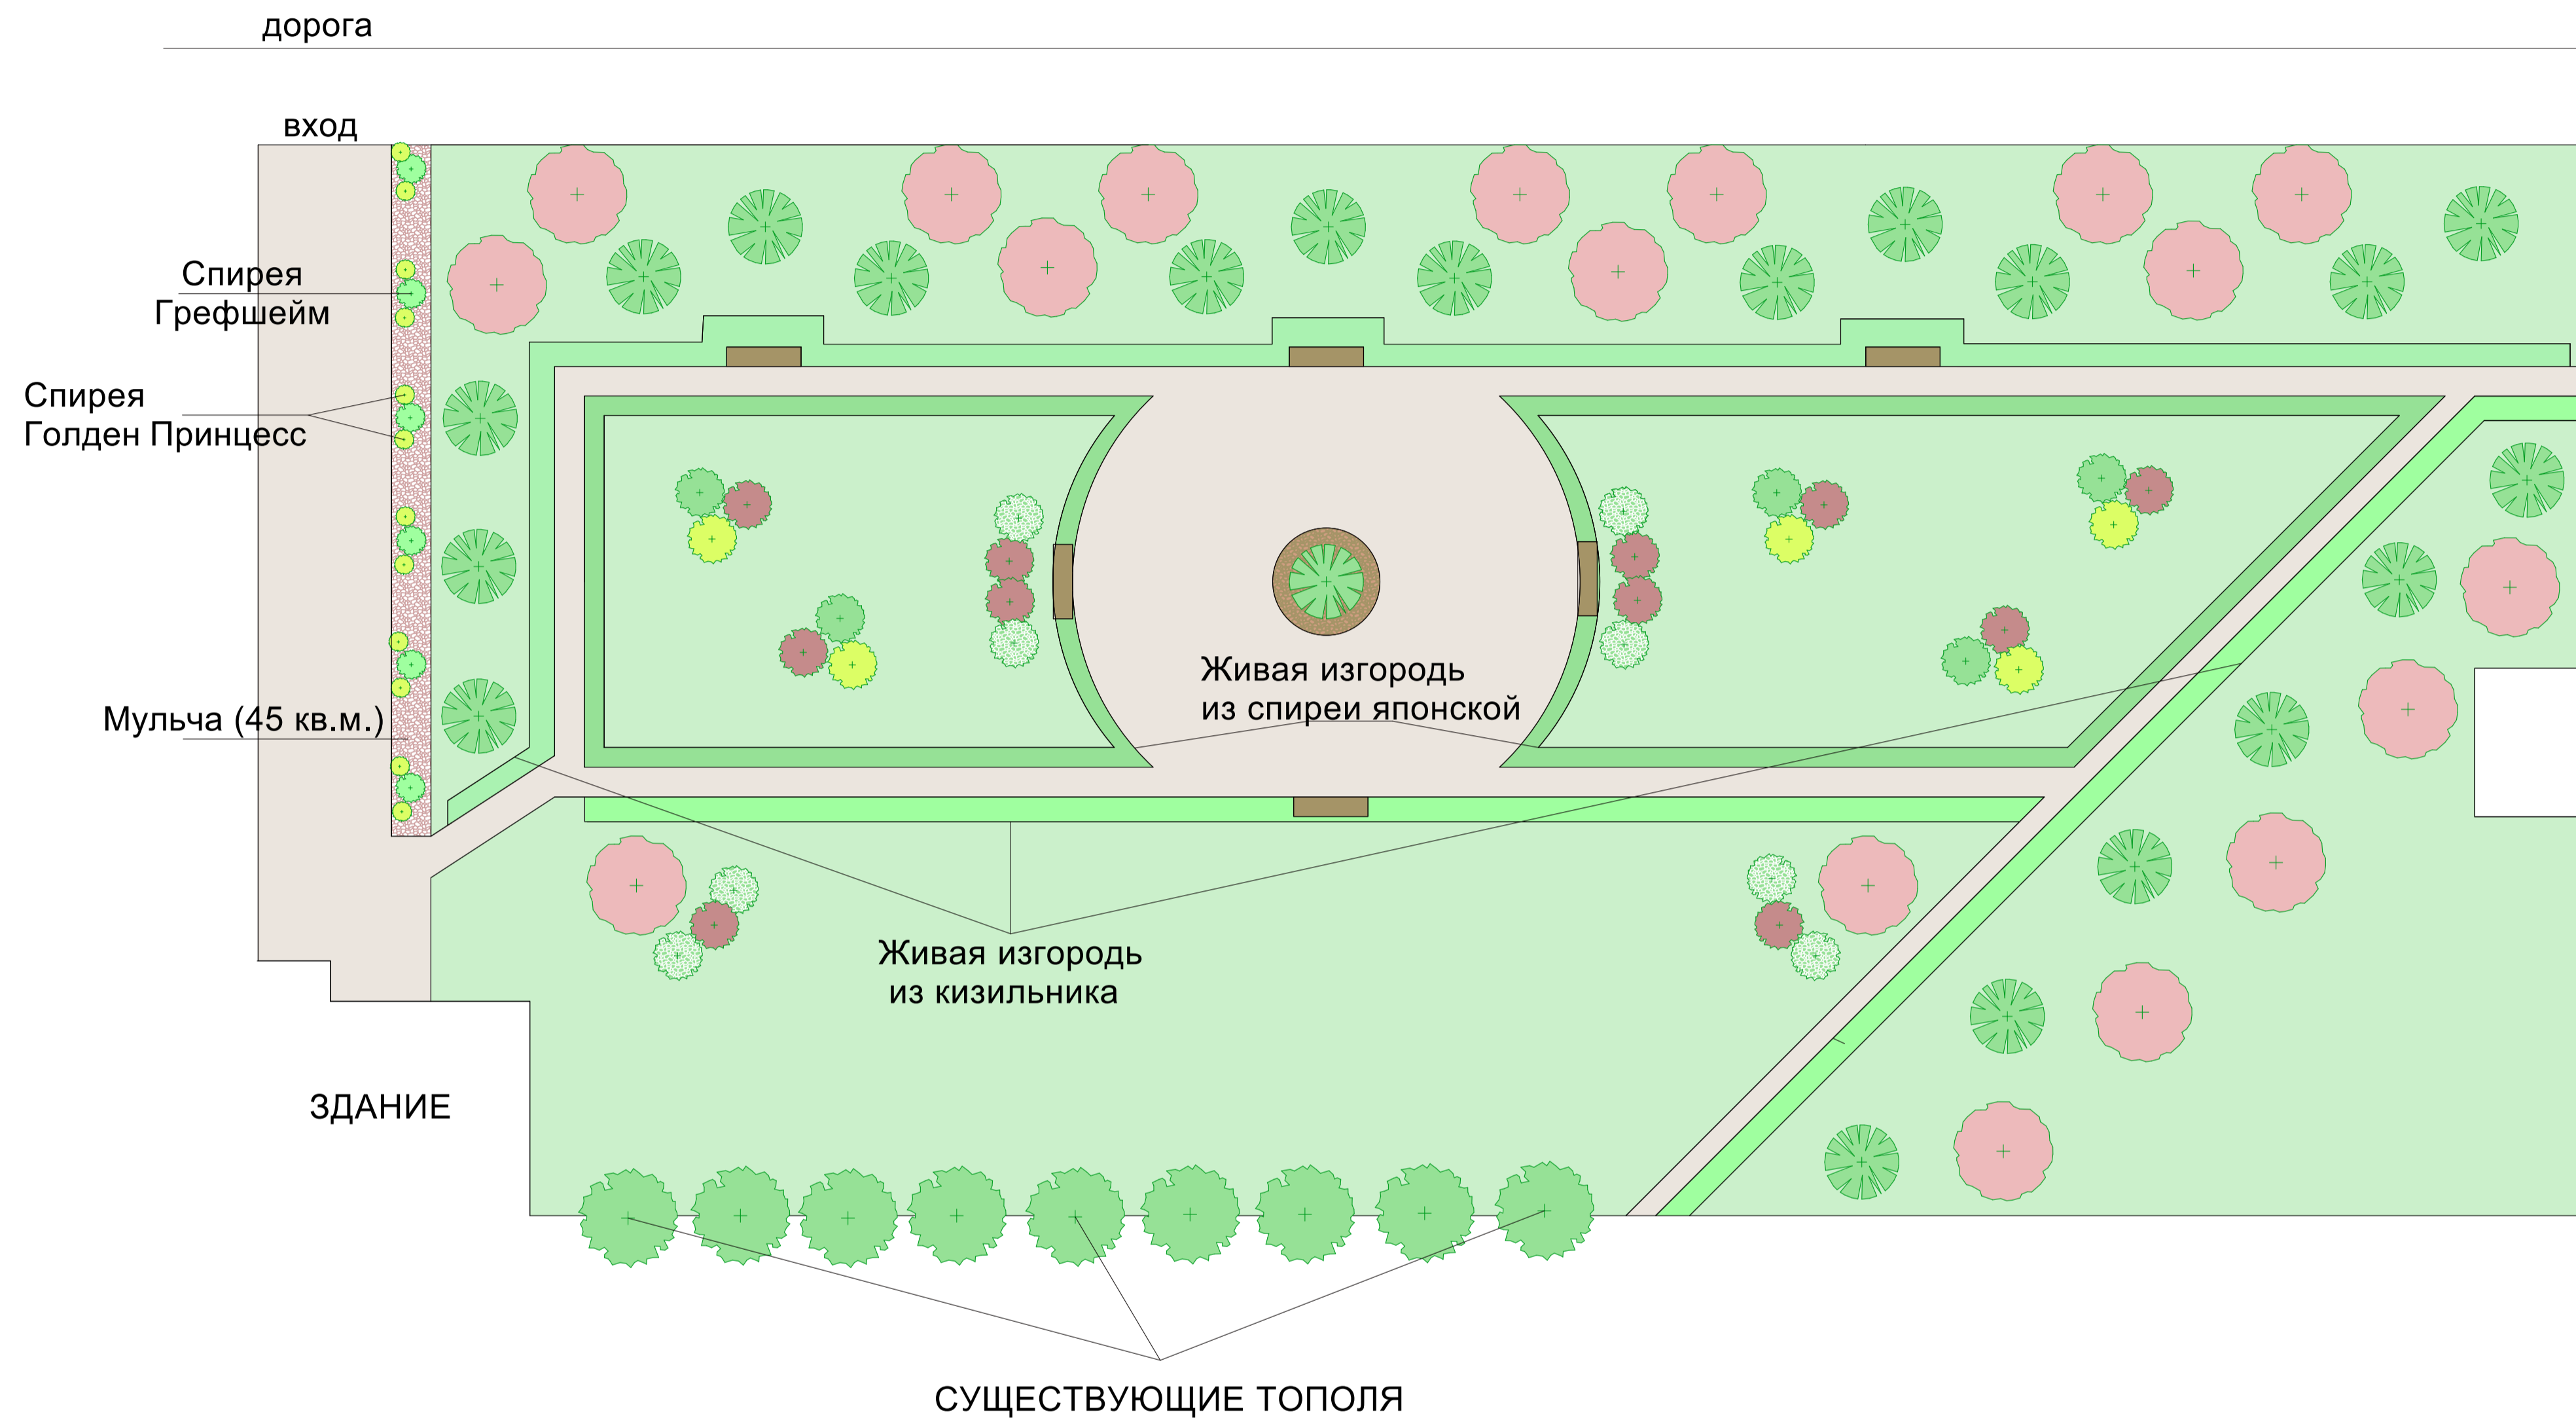 дорога
вход
Спирея
Грефшейм
Спирея
Голден Принцесс
Живая изгородь
из спиреи японской
Мульча (45 кв.м.)
Живая изгородь
из кизильника
ЗДАНИЕ
СУЩЕСТВУЮЩИЕ ТОПОЛЯ